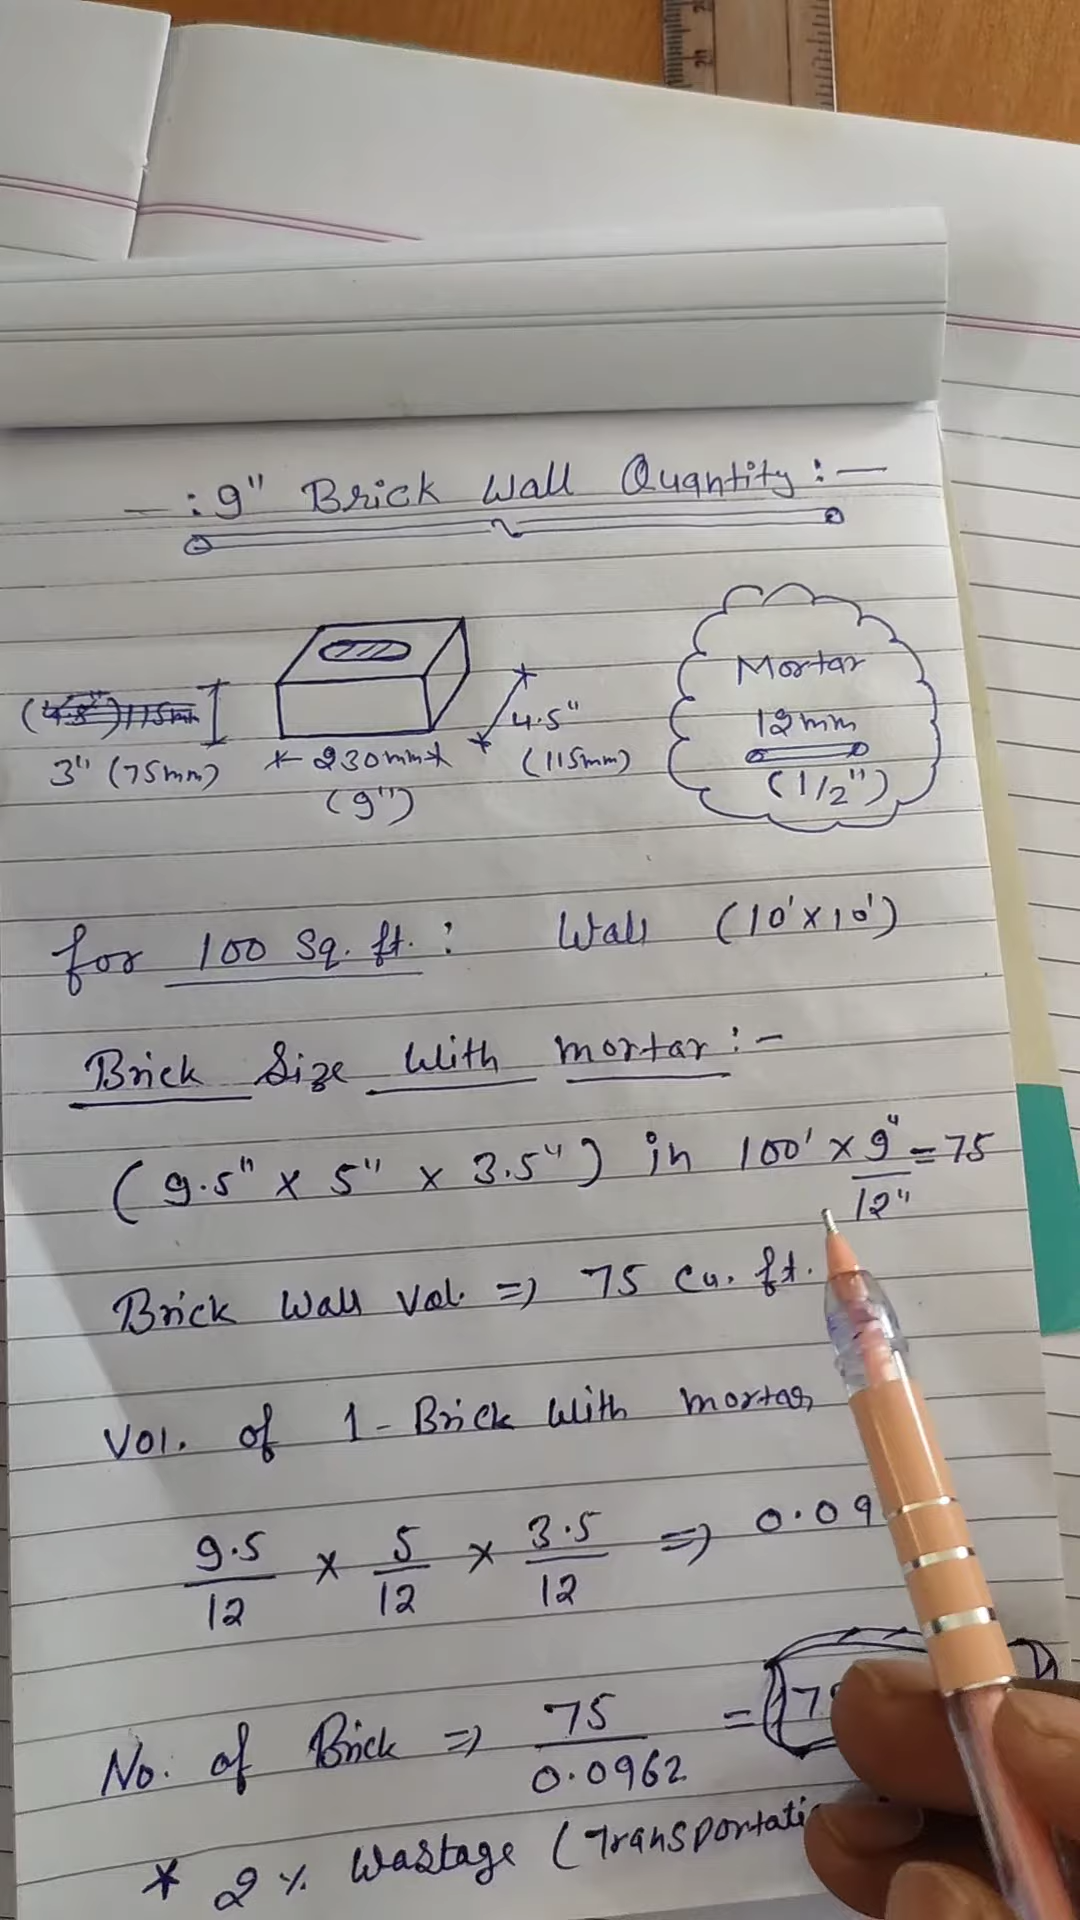 —:9" Brick Wall Quantity:—
Mortar
12mm
(1/2")
3" (75mm)
230mm
(9")
4.5"
(115mm)
for 100 Sq. ft. : Wall (10'x10')
Brick Size With mortar:-
(9.5" x 5" x 3.5") in 100' x 9"/12" = 75
Brick Wall Vol. => 75 Cu. ft.
Vol. of 1-Brick With mortar
9.5/12 x 5/12 x 3.5/12 => 0.09
No. of Brick => 75/0.0962 = 7
* 2% Wastage (Transportati